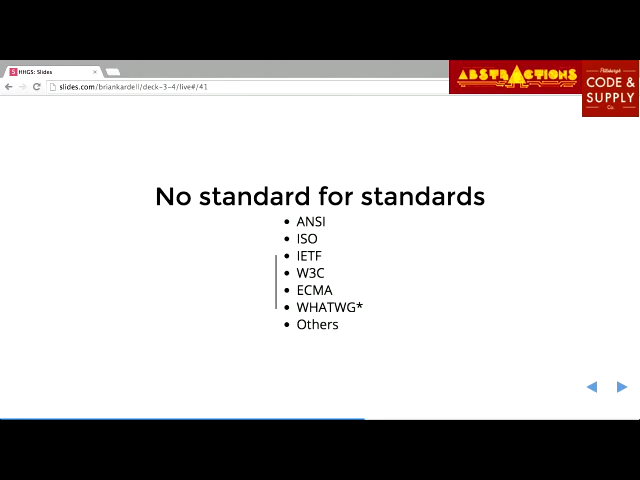 HHGS: Slides
ABSTRACTIONS
slides.com/briankardell/deck-3-4/live#/41
Pittsburgh
CODE &
SUPPLY
Co.
No standard for standards
ANSI
ISO
IETF
W3C
ECMA
WHATWG*
Others